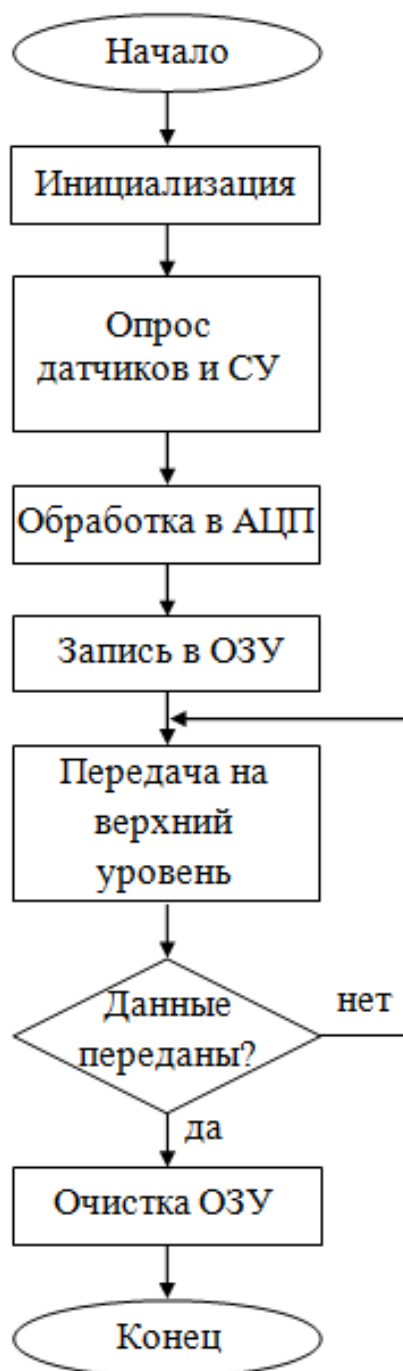 Начало
Инициализация
Опрос
датчиков и СУ
Обработка в АЦП
Запись в ОЗУ
Передача на
верхний
уровень
Данные
переданы?
нет
да
Очистка ОЗУ
Конец